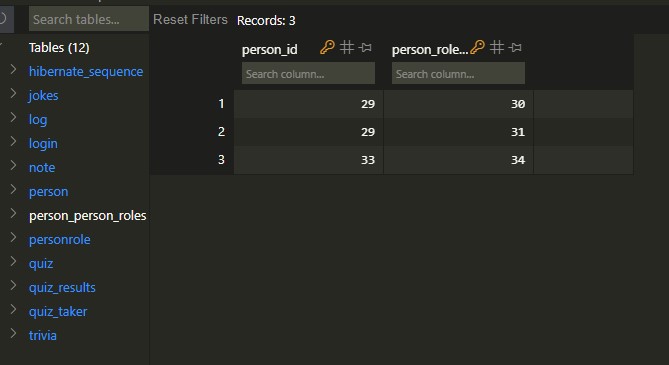 Search tables...
Reset Filters Records: 3
Tables (12)
hibernate_sequence
jokes
log
login
note
person
person_person_roles
personrole
quiz
quiz_results
quiz_taker
trivia
person_id person_role...
Search column... Search column...
1 29 30
2 29 31
3 33 34